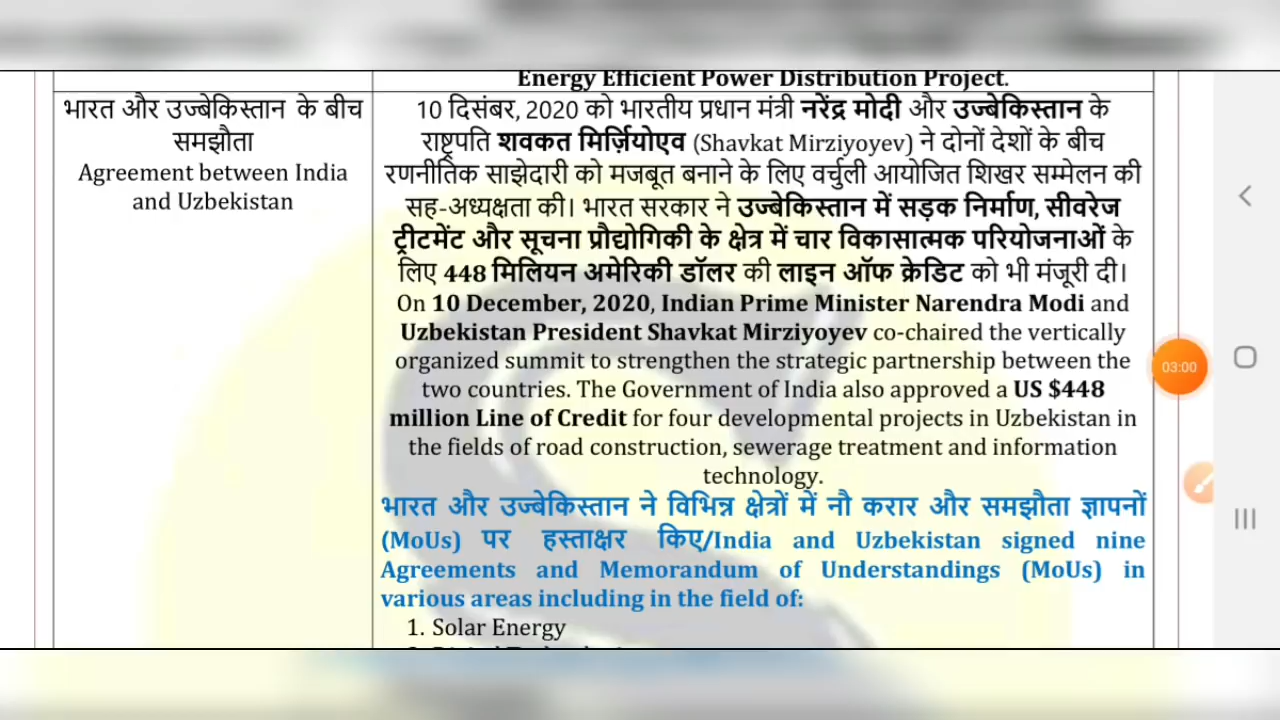 Energy Efficient Power Distribution Project.
भारत और उज्बेकिस्तान के बीच
समझौता
Agreement between India
and Uzbekistan
10 दिसंबर, 2020 को भारतीय प्रधान मंत्री नरेंद्र मोदी और उज्बेकिस्तान के
राष्ट्रपति शवकत मिर्ज़ियोएव (Shavkat Mirziyoyev) ने दोनों देशों के बीच
रणनीतिक साझेदारी को मजबूत बनाने के लिए वर्चुली आयोजित शिखर सम्मेलन की
सह-अध्यक्षता की। भारत सरकार ने उज्बेकिस्तान में सड़क निर्माण, सीवरेज
ट्रीटमेंट और सूचना प्रौद्योगिकी के क्षेत्र में चार विकासात्मक परियोजनाओं के
लिए 448 मिलियन अमेरिकी डॉलर की लाइन ऑफ क्रेडिट को भी मंजूरी दी।
On 10 December, 2020, Indian Prime Minister Narendra Modi and
Uzbekistan President Shavkat Mirziyoyev co-chaired the vertically
organized summit to strengthen the strategic partnership between the
two countries. The Government of India also approved a US $448
million Line of Credit for four developmental projects in Uzbekistan in
the fields of road construction, sewerage treatment and information
technology.
भारत और उज्बेकिस्तान ने विभिन्न क्षेत्रों में नौ करार और समझौता ज्ञापनों
(MoUs) पर हस्ताक्षर किए/India and Uzbekistan signed nine
Agreements and Memorandum of Understandings (MoUs) in
various areas including in the field of:
1. Solar Energy
03:00